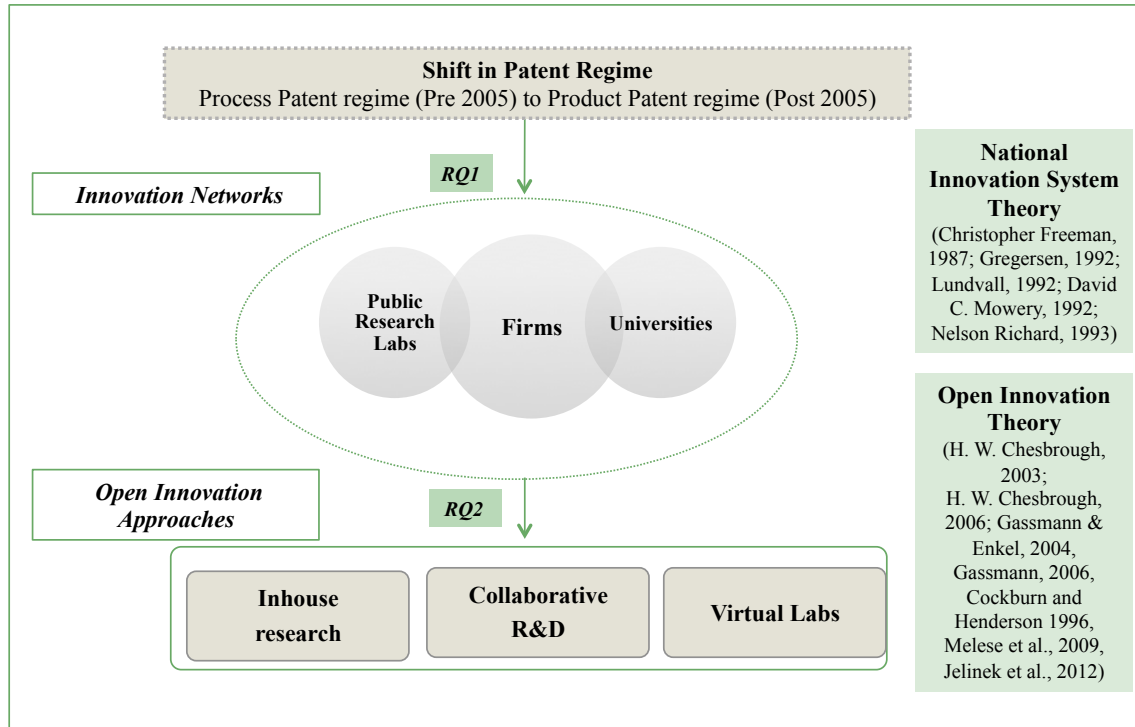 Shift in Patent Regime
Process Patent regime (Pre 2005) to Product Patent regime (Post 2005)
RQ1
Innovation Networks
Public
Research
Labs
Firms
Universities
Open Innovation
Approaches
RQ2
Inhouse
research
Collaborative
R&D
Virtual Labs
National
Innovation System
Theory
(Christopher Freeman,
1987; Gregersen, 1992;
Lundvall, 1992; David
C. Mowery, 1992;
Nelson Richard, 1993)
Open Innovation
Theory
(H. W. Chesbrough,
2003;
H. W. Chesbrough,
2006; Gassmann &
Enkel, 2004,
Gassmann, 2006,
Cockburn and
Henderson 1996,
Melese et al., 2009,
Jelinek et al., 2012)